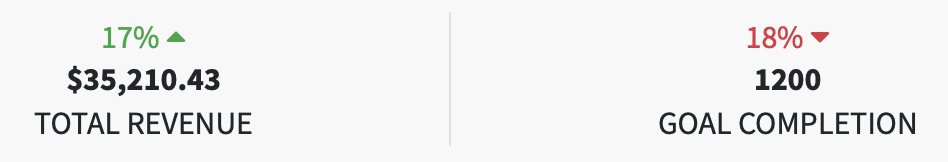 17% ▲
$35,210.43
TOTAL REVENUE
18% ▼
1200
GOAL COMPLETION